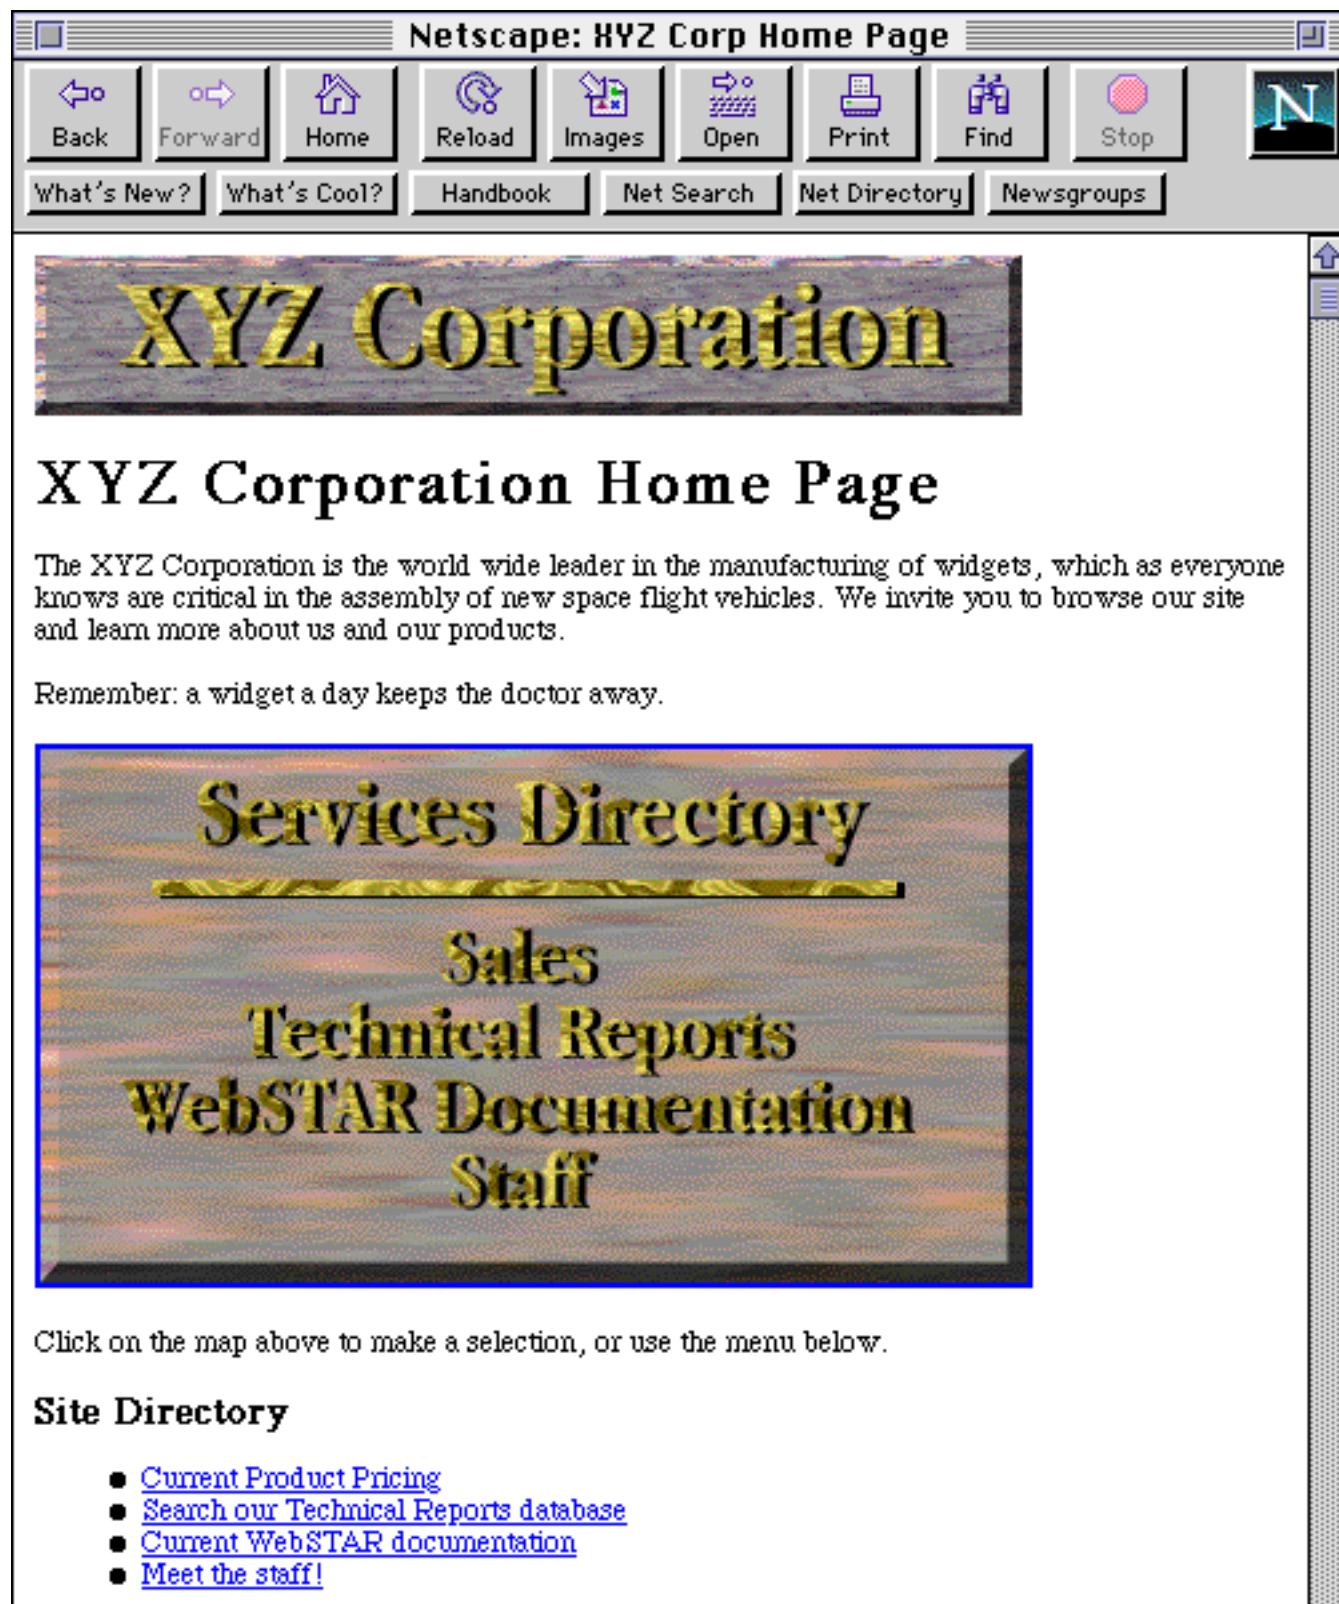 Netscape: XYZ Corp Home Page
Back Forward Home Reload Images Open Print Find Stop N
What's New? What's Cool? Handbook Net Search Net Directory Newsgroups
XYZ Corporation
XYZ Corporation Home Page
The XYZ Corporation is the world wide leader in the manufacturing of widgets, which as everyone
knows are critical in the assembly of new space flight vehicles. We invite you to browse our site
and learn more about us and our products.
Remember: a widget a day keeps the doctor away.
Services Directory
Sales
Technical Reports
WebSTAR Documentation
Staff
Click on the map above to make a selection, or use the menu below.
Site Directory
Current Product Pricing
Search our Technical Reports database
Current WebSTAR documentation
Meet the staff!